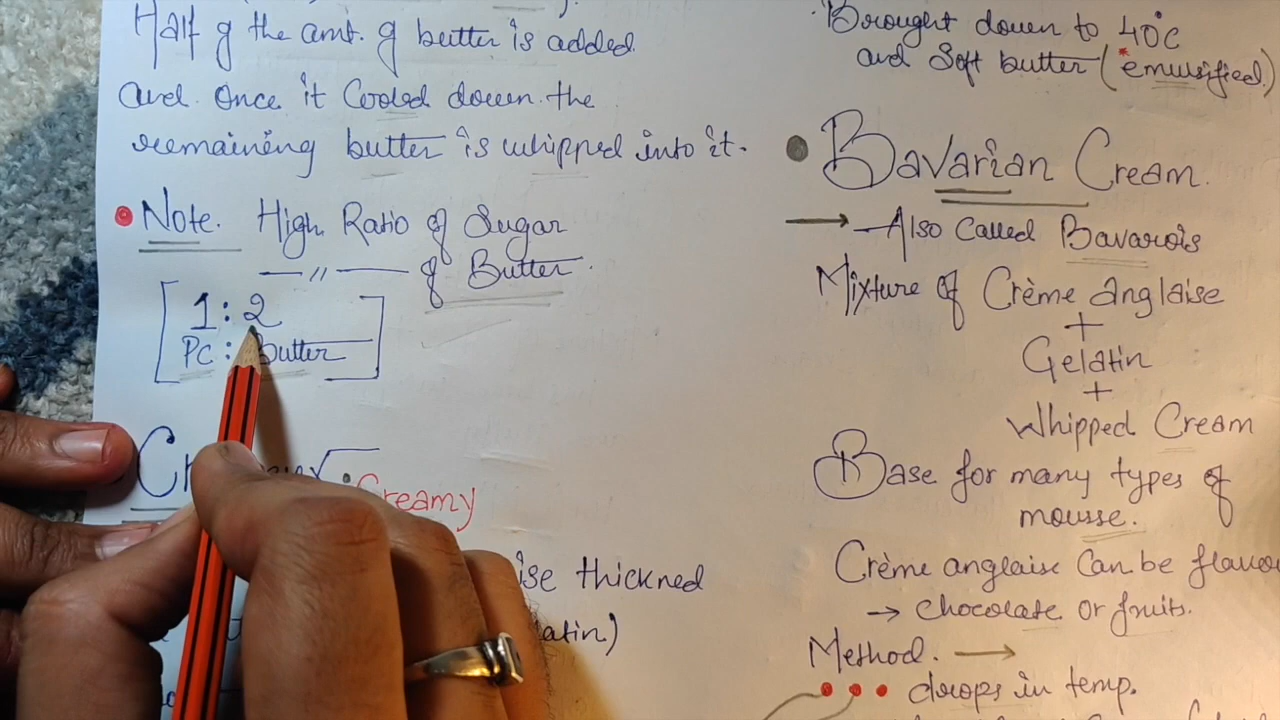 Half of the amt. of butter is added
and. once it Cooled down. the
remaining butter is whipped into it.
Note. High Ratio of Sugar
— " — of Butter.
1:2
PC: Butter
Creamy
thickned
Brought down to 40°C
and Soft butter (*emulsified.)
Bavarian Cream.
→ Also Called Bavarois
Mixture of Crème anglaise
+
Gelatin
+
Whipped Cream
Base for many types of
mousse.
Crème anglaise Can be
→ chocolate or fruits.
Method. →
drops in temp.